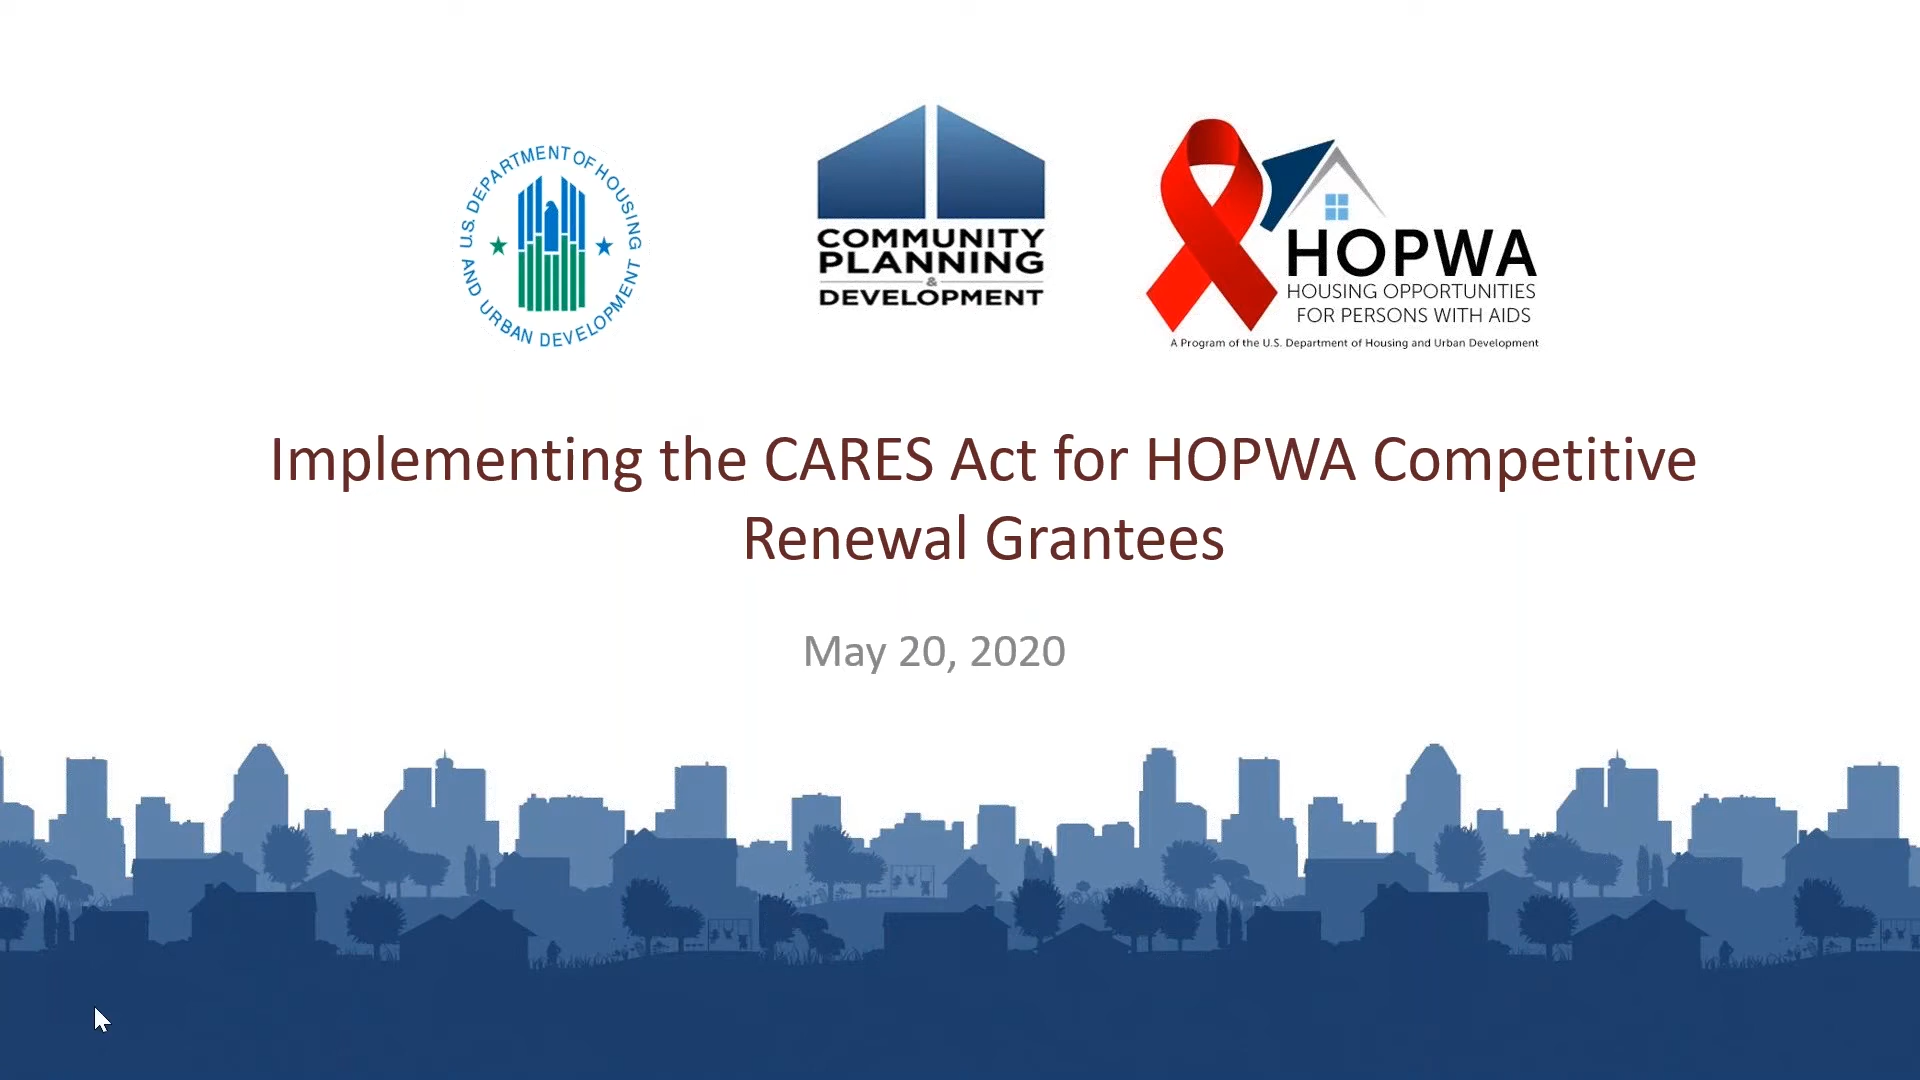 U.S. DEPARTMENT OF HOUSING
AND URBAN DEVELOPMENT
COMMUNITY
PLANNING
&
DEVELOPMENT
HOPWA
HOUSING OPPORTUNITIES
FOR PERSONS WITH AIDS
A Program of the U.S. Department of Housing and Urban Development
Implementing the CARES Act for HOPWA Competitive
Renewal Grantees
May 20, 2020